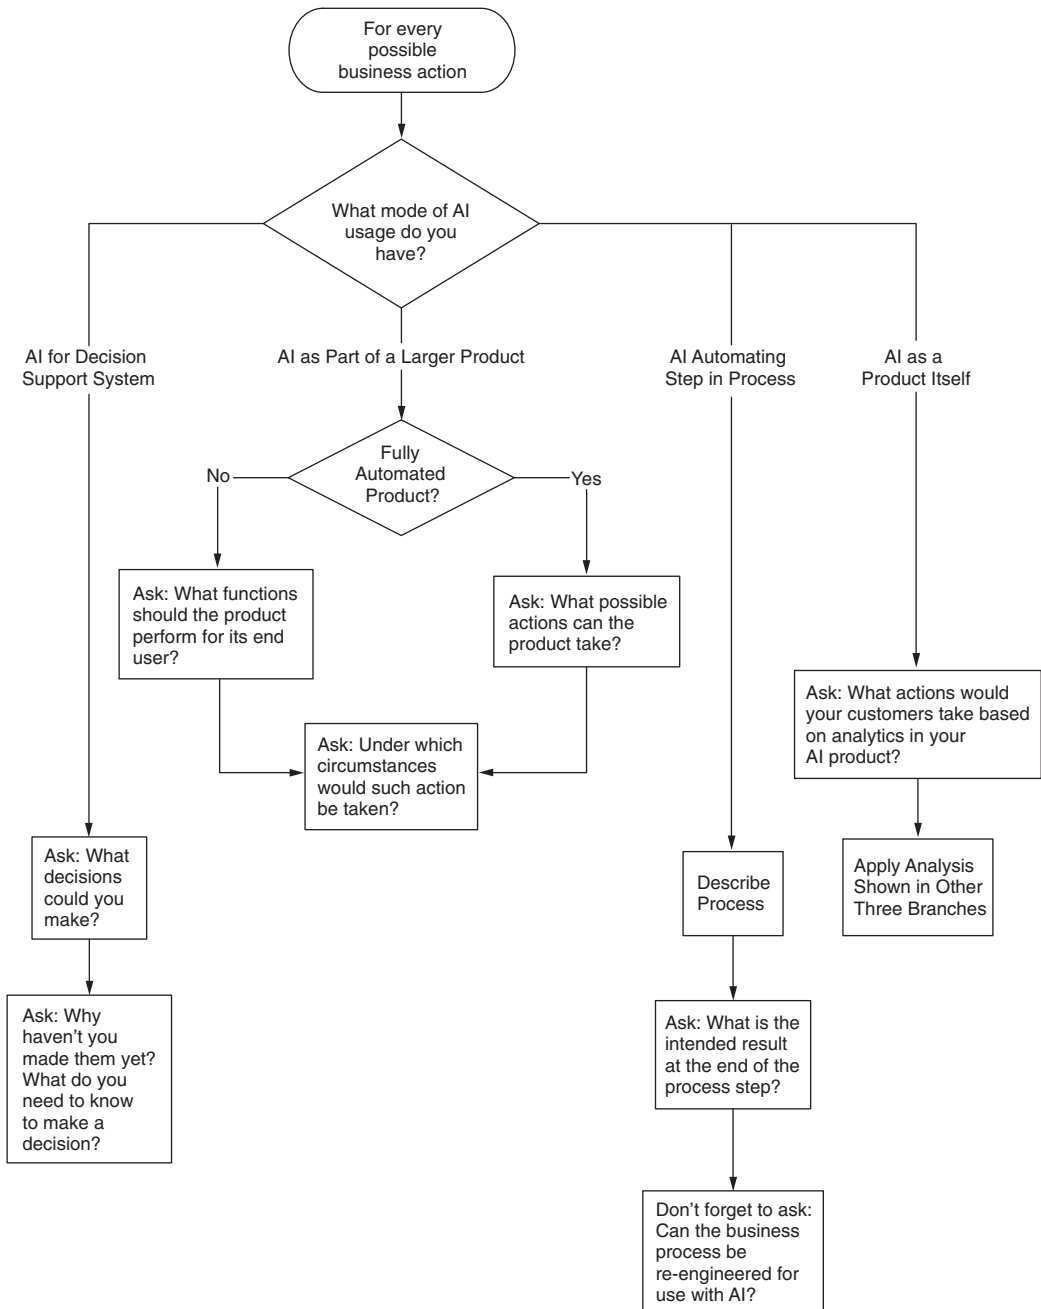 For every
possible
business action
What mode of AI
usage do you
have?
AI for Decision
Support System
AI as Part of a Larger Product
AI Automating
Step in Process
AI as a
Product Itself
Fully
Automated
Product?
No
Yes
Ask: What functions
should the product
perform for its end
user?
Ask: What possible
actions can the
product take?
Ask: Under which
circumstances
would such action
be taken?
Ask: What actions would
your customers take based
on analytics in your
AI product?
Ask: What
decisions
could you
make?
Describe
Process
Apply Analysis
Shown in Other
Three Branches
Ask: Why
haven’t you
made them yet?
What do you
need to know
to make a
decision?
Ask: What is the
intended result
at the end of the
process step?
Don’t forget to ask:
Can the business
process be
re-engineered for
use with AI?